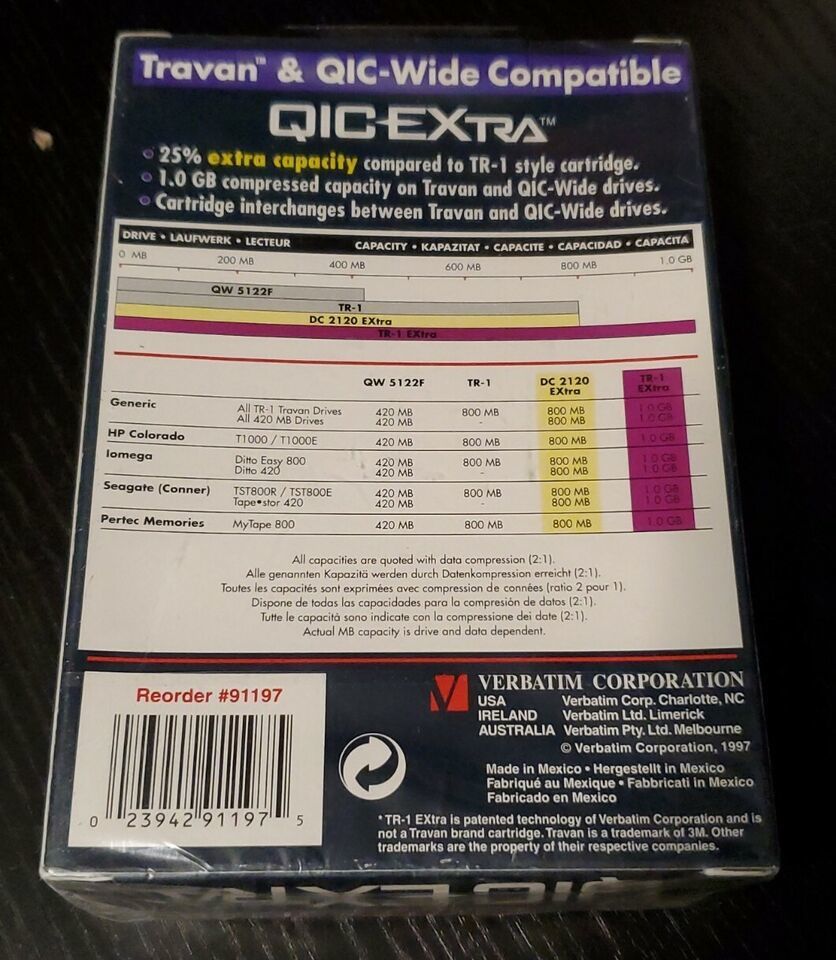 Travan™ & QIC-Wide Compatible
QIC-EXTRA™
25% extra capacity compared to TR-1 style cartridge.
1.0 GB compressed capacity on Travan and QIC-Wide drives.
Cartridge interchanges between Travan and QIC-Wide drives.
DRIVE • LAUFWERK • LECTEUR CAPACITY • KAPAZITAT • CAPACITE • CAPACIDAD • CAPACITA
0 MB 200 MB 400 MB 600 MB 800 MB 1.0 GB
QW 5122F
TR-1
DC 2120 EXtra
TR-1 EXtra
QW 5122F TR-1 DC 2120 EXtra TR-1 EXtra
Generic All TR-1 Travan Drives 420 MB 800 MB 800 MB 1.0 GB
All 420 MB Drives 420 MB - 800 MB 1.0 GB
HP Colorado T1000 / T1000E 420 MB 800 MB 800 MB 1.0 GB
Iomega Ditto Easy 800 420 MB 800 MB 800 MB 1.0 GB
Ditto 420 420 MB - 800 MB 1.0 GB
Seagate (Conner) TST800R / TST800E 420 MB 800 MB 800 MB 1.0 GB
Tape•stor 420 420 MB - 800 MB 1.0 GB
Pertec Memories MyTape 800 420 MB 800 MB 800 MB 1.0 GB
All capacities are quoted with data compression (2:1).
Alle genannten Kapazitä werden durch Datenkompression erreicht (2:1).
Toutes les capacités sont exprimées avec compression de connées (ratio 2 pour 1).
Dispone de todas las capacidades para la compresión de datos (2:1).
Tutte le capacità sono indicate con la compressione dei date (2:1).
Actual MB capacity is drive and data dependent.
Reorder #91197
0 23942 91197 5
VERBATIM CORPORATION
USA Verbatim Corp. Charlotte, NC
IRELAND Verbatim Ltd. Limerick
AUSTRALIA Verbatim Pty. Ltd. Melbourne
© Verbatim Corporation, 1997
Made in Mexico • Hergestellt in Mexico
Fabriqué au Mexique • Fabbricati in Mexico
Fabricado en Mexico
*TR-1 EXtra is patented technology of Verbatim Corporation and is
not a Travan brand cartridge. Travan is a trademark of 3M. Other
trademarks are the property of their respective companies.
QIC-EXTRA